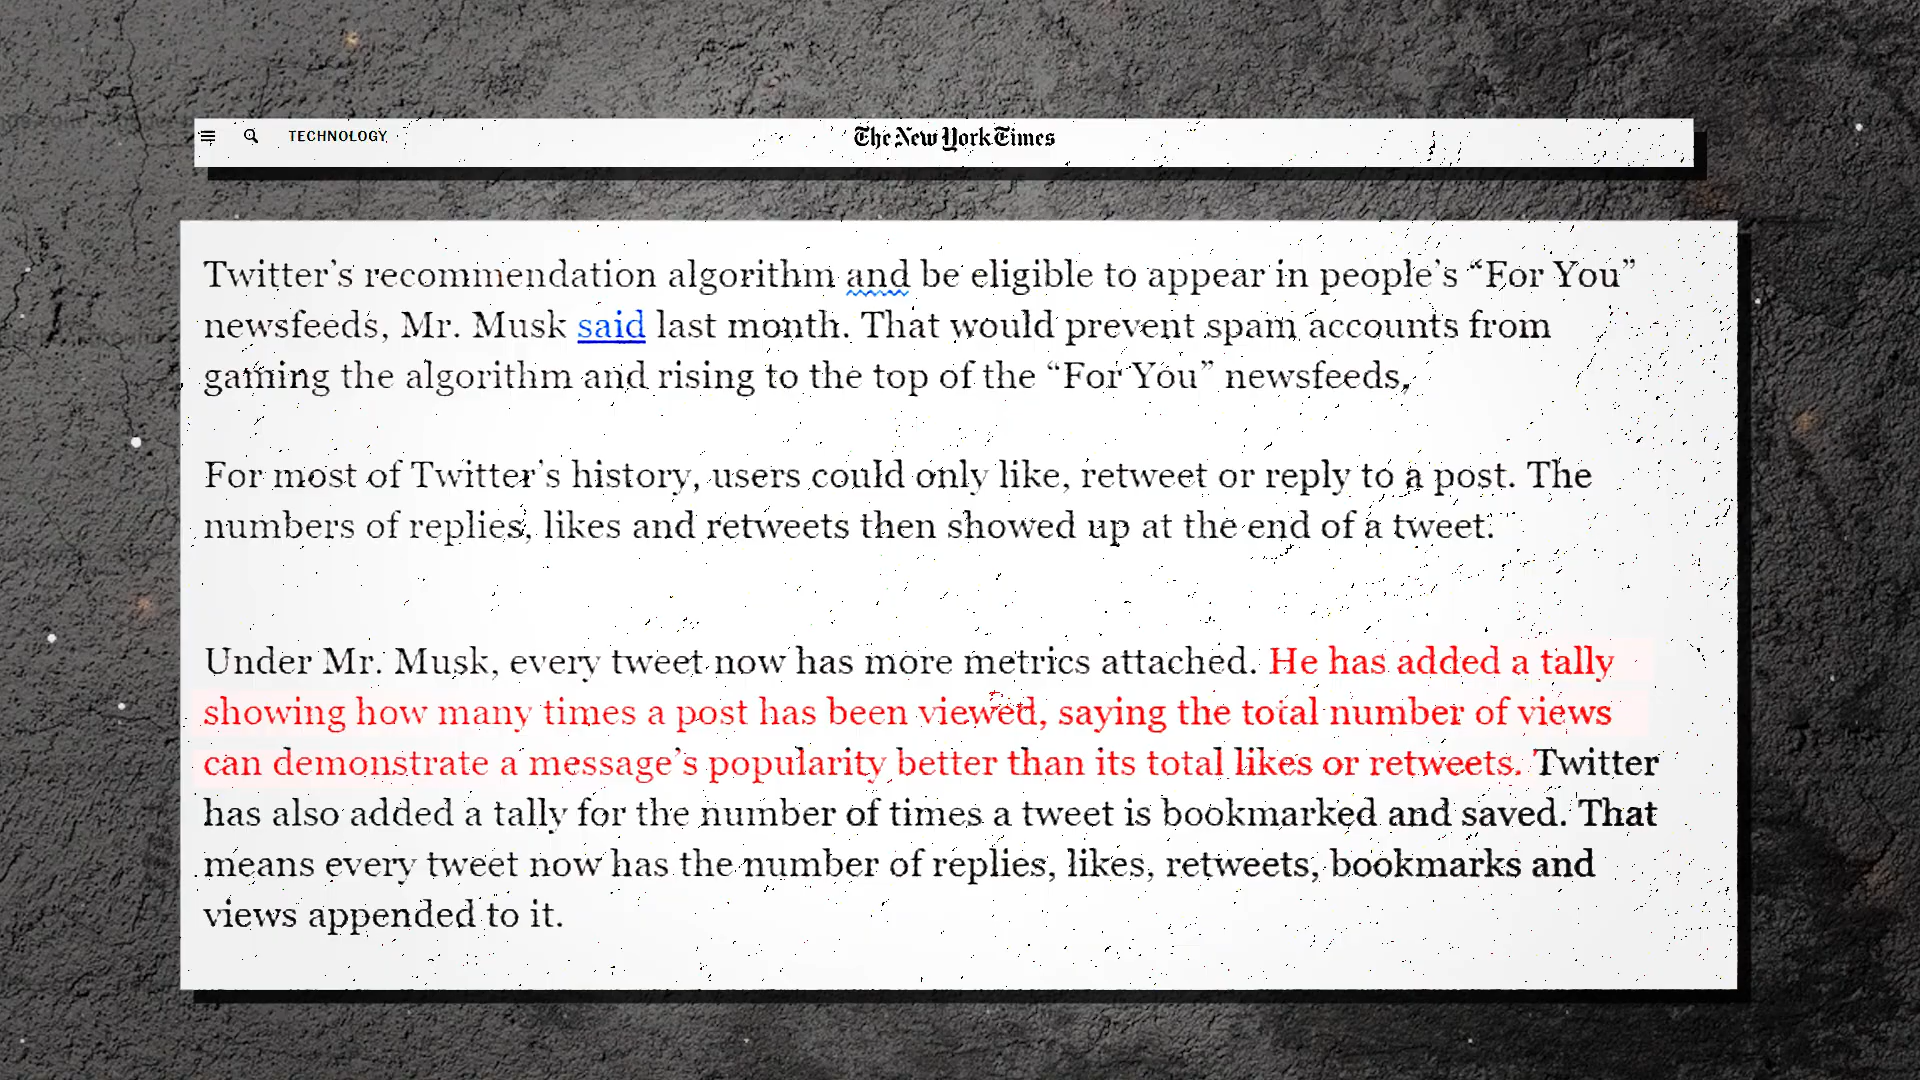 TECHNOLOGY
The New York Times
Twitter’s recommendation algorithm and be eligible to appear in people’s “For You”
newsfeeds, Mr. Musk said last month. That would prevent spam accounts from
gaming the algorithm and rising to the top of the “For You” newsfeeds,
For most of Twitter’s history, users could only like, retweet or reply to a post. The
numbers of replies, likes and retweets then showed up at the end of a tweet.
Under Mr. Musk, every tweet now has more metrics attached. He has added a tally
showing how many times a post has been viewed, saying the total number of views
can demonstrate a message’s popularity better than its total likes or retweets. Twitter
has also added a tally for the number of times a tweet is bookmarked and saved. That
means every tweet now has the number of replies, likes, retweets, bookmarks and
views appended to it.